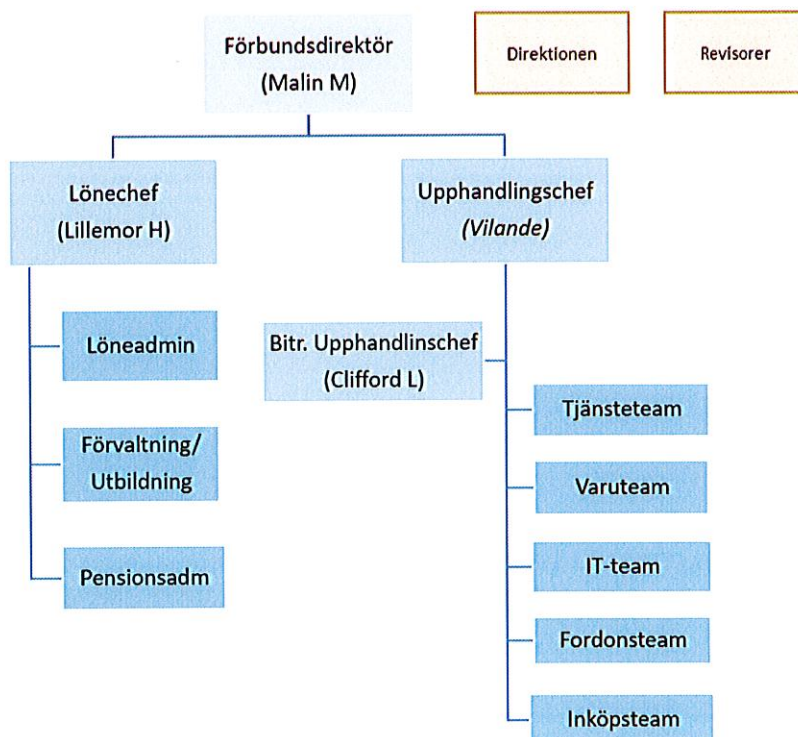 Förbundsdirektör
(Malin M)
Direktionen
Revisorer
Lönechef
(Lillemor H)
Upphandlingschef
(Vilande)
Löneadmin
Förvaltning/
Utbildning
Pensionsadm
Bitr. Upphandlinschef
(Clifford L)
Tjänsteteam
Varuteam
IT-team
Fordonsteam
Inköpsteam